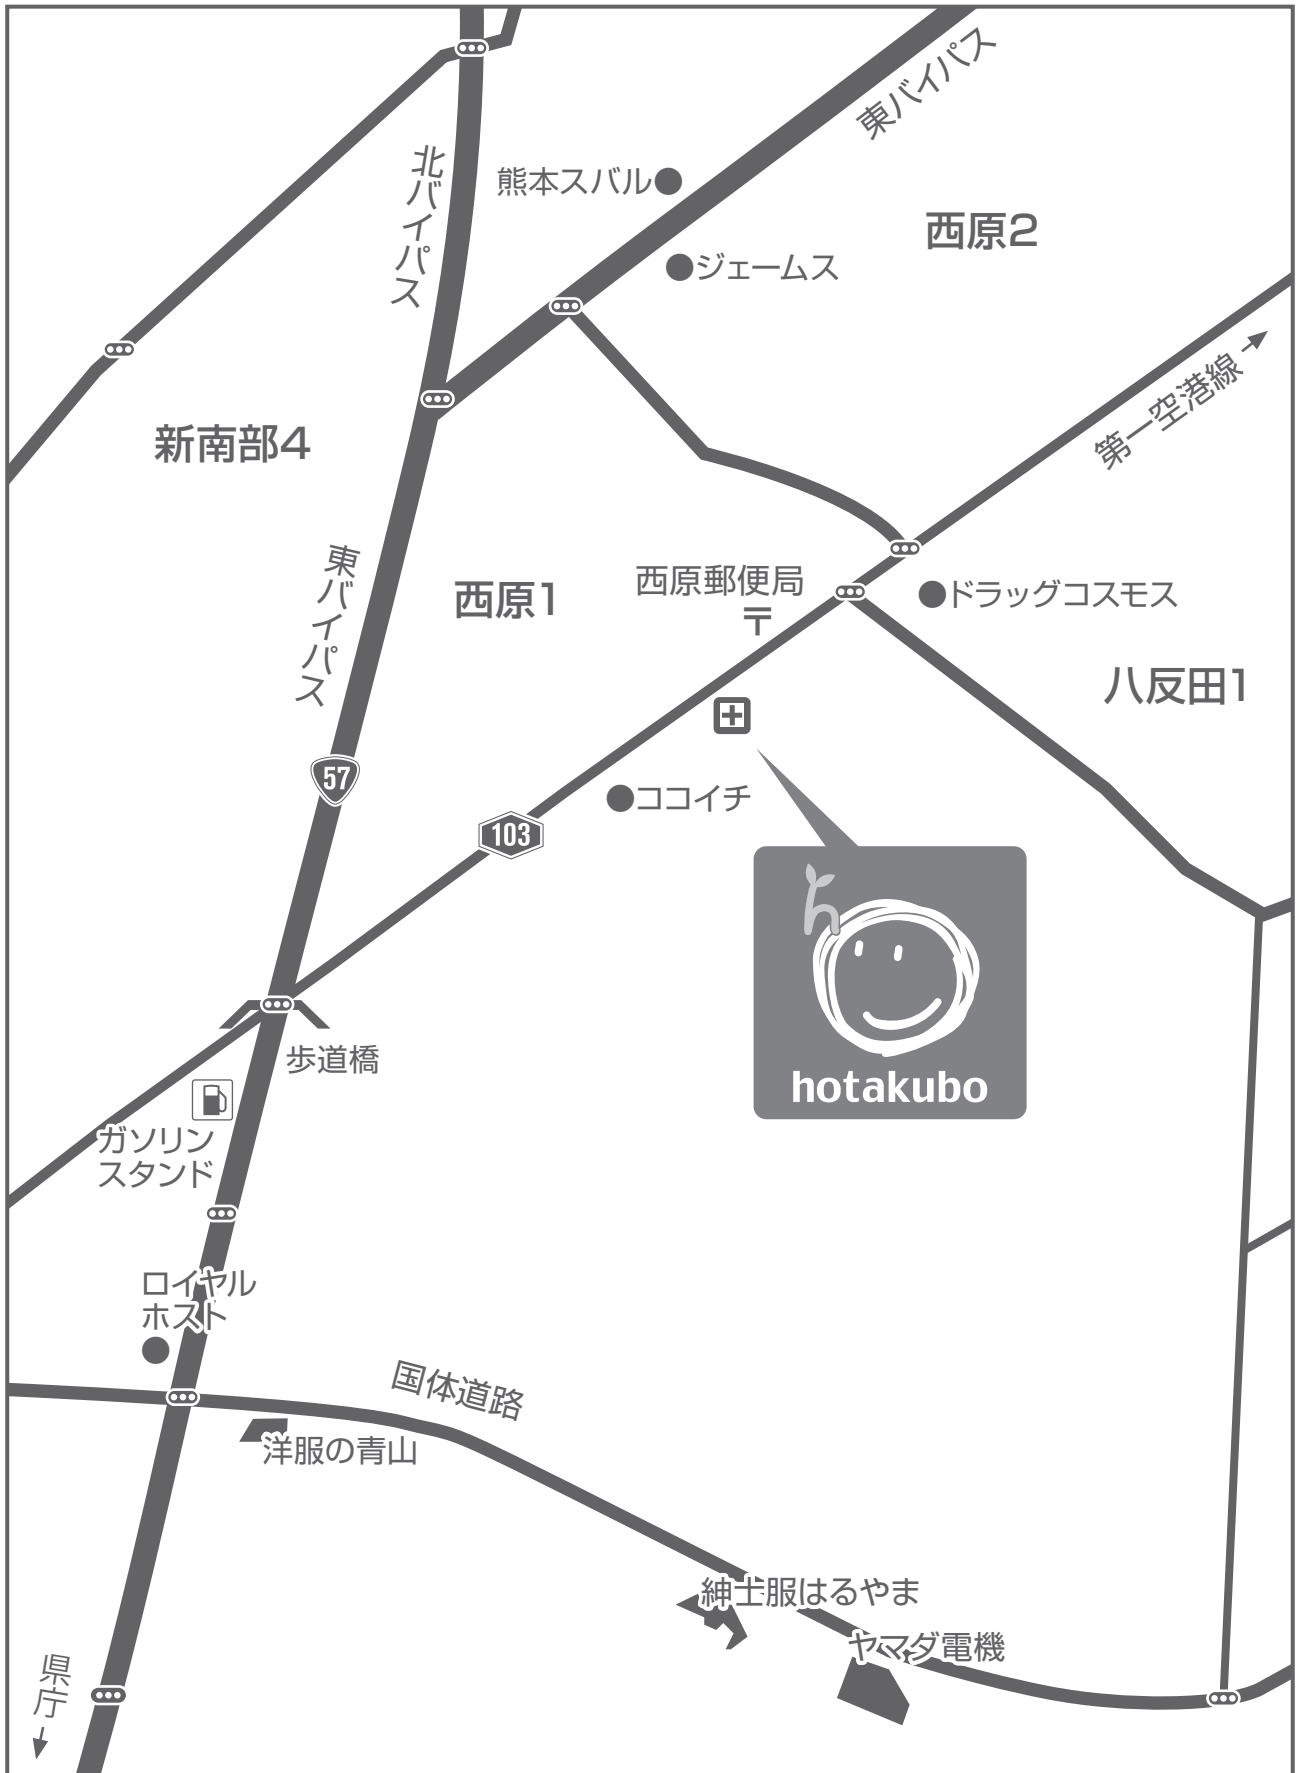 東バイパス
北バイパス
熊本スバル
西原2
ジェームス
第一空港線
新南部4
東バイパス
西原1
西原郵便局
〒
ドラッグコスモス
八反田1
57
ココイチ
103
h
hotakubo
歩道橋
ガソリン
スタンド
ロイヤル
ホスト
国体道路
洋服の青山
紳士服はるやま
ヤマダ電機
県庁